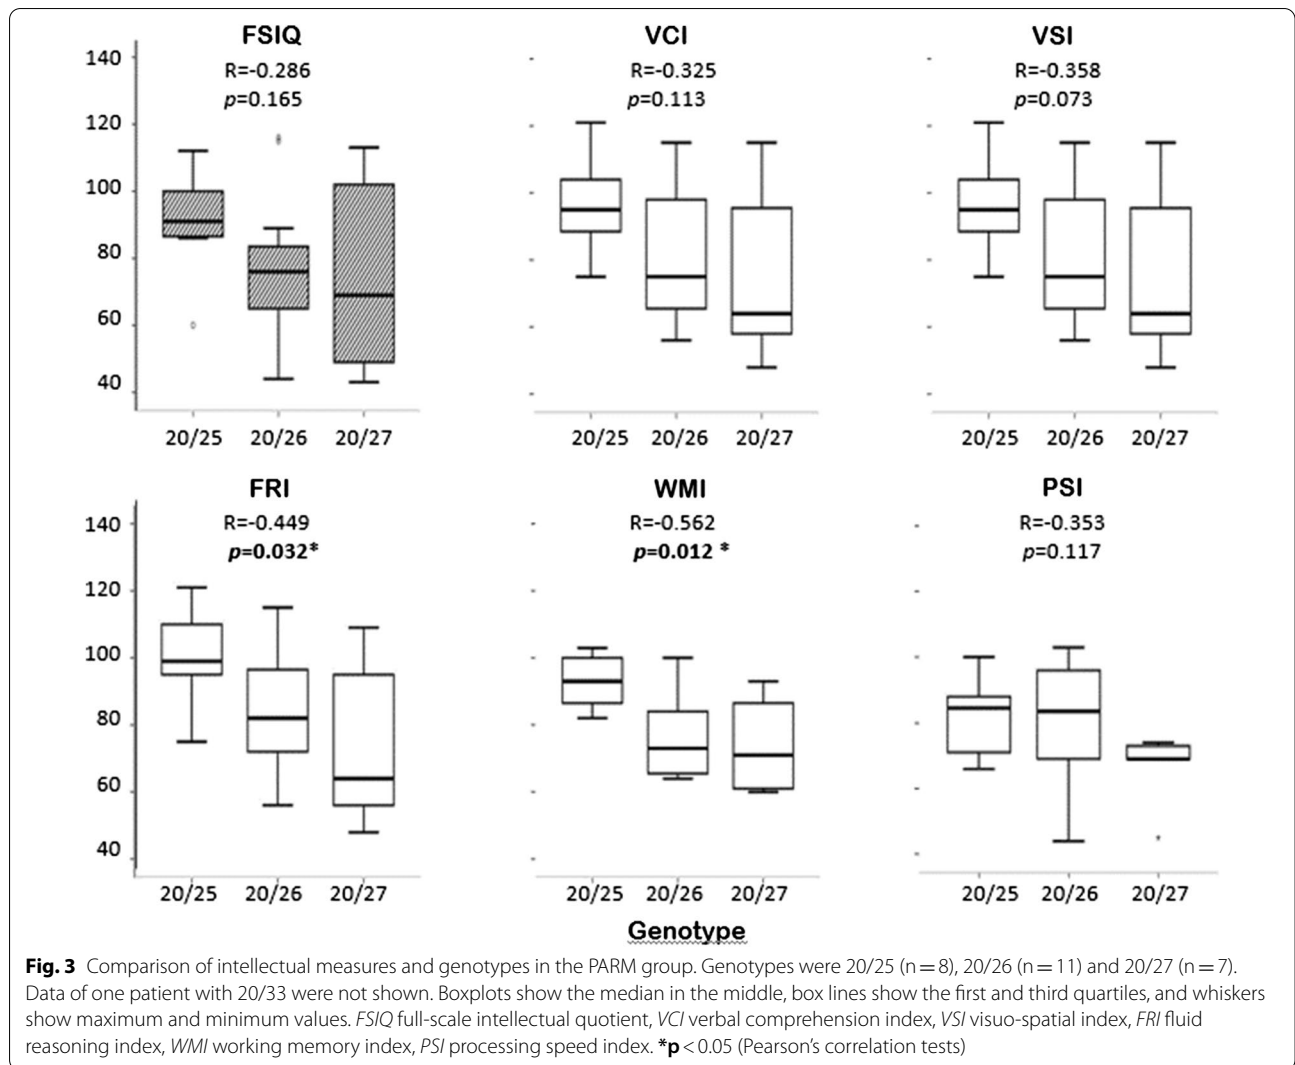 FSIQ
R=-0.286
p=0.165
140
120
100
80
60
40
20/25 20/26 20/27
VCI
R=-0.325
p=0.113
20/25 20/26 20/27
VSI
R=-0.358
p=0.073
20/25 20/26 20/27
FRI
R=-0.449
p=0.032*
140
120
100
80
60
40
20/25 20/26 20/27
WMI
R=-0.562
p=0.012 *
20/25 20/26 20/27
PSI
R=-0.353
p=0.117
20/25 20/26 20/27
Genotype
Fig. 3 Comparison of intellectual measures and genotypes in the PARM group. Genotypes were 20/25 (n = 8), 20/26 (n = 11) and 20/27 (n = 7).
Data of one patient with 20/33 were not shown. Boxplots show the median in the middle, box lines show the first and third quartiles, and whiskers
show maximum and minimum values. FSIQ full-scale intellectual quotient, VCI verbal comprehension index, VSI visuo-spatial index, FRI fluid
reasoning index, WMI working memory index, PSI processing speed index. *p < 0.05 (Pearson's correlation tests)